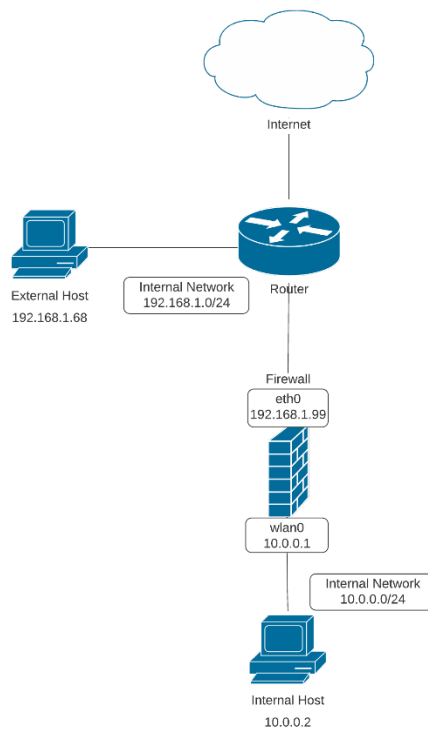 Internet
Router
External Host
192.168.1.68
Internal Network
192.168.1.0/24
Firewall
eth0
192.168.1.99
wlan0
10.0.0.1
Internal Network
10.0.0.0/24
Internal Host
10.0.0.2